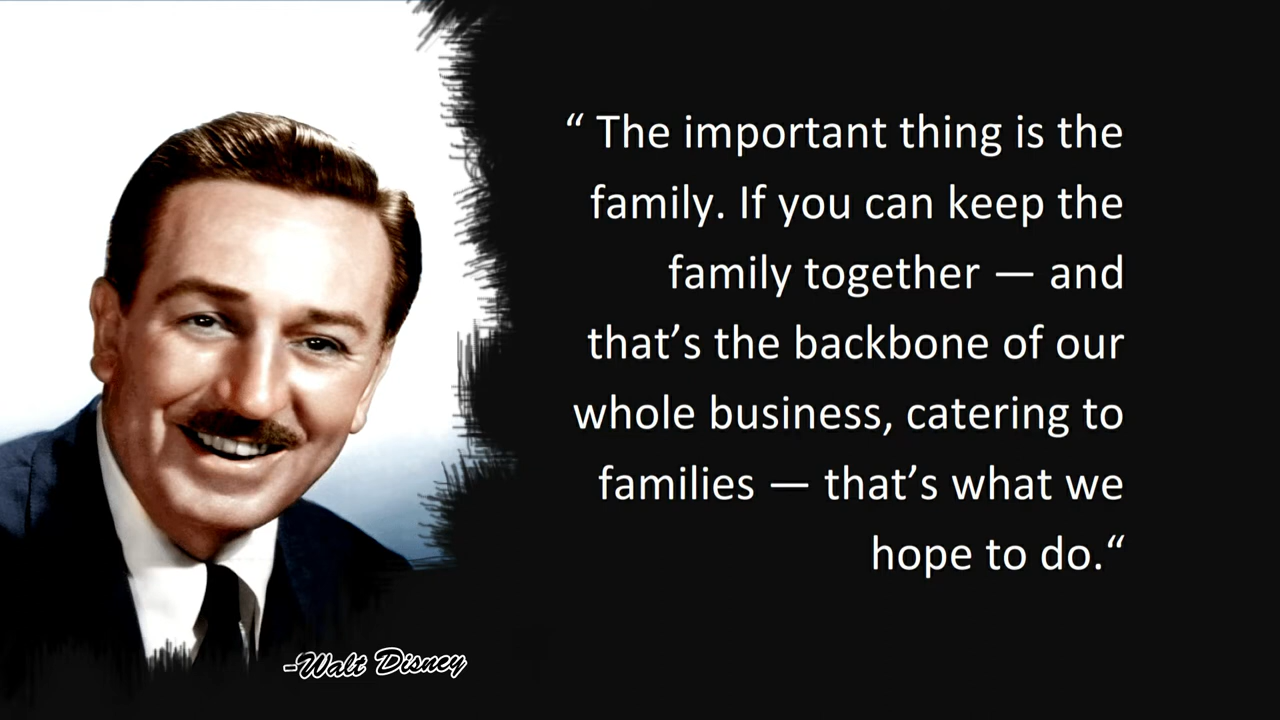 “ The important thing is the
family. If you can keep the
family together — and
that’s the backbone of our
whole business, catering to
families — that’s what we
hope to do.“
-Walt Disney